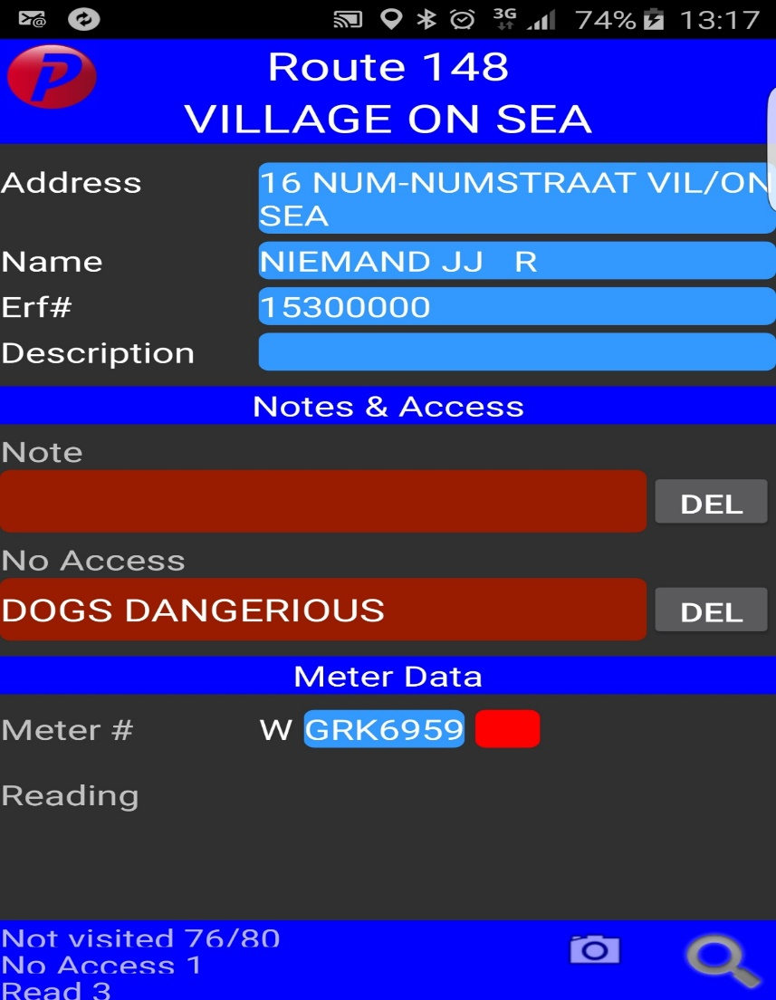 3G 74% 13:17
Route 148
VILLAGE ON SEA
Address 16 NUM-NUMSTRAAT VIL/ON
SEA
Name NIEMAND JJ R
Erf# 15300000
Description
Notes & Access
Note
DEL
No Access
DOGS DANGERIOUS DEL
Meter Data
Meter # W GRK6959
Reading
Not visited 76/80
No Access 1
Read 3